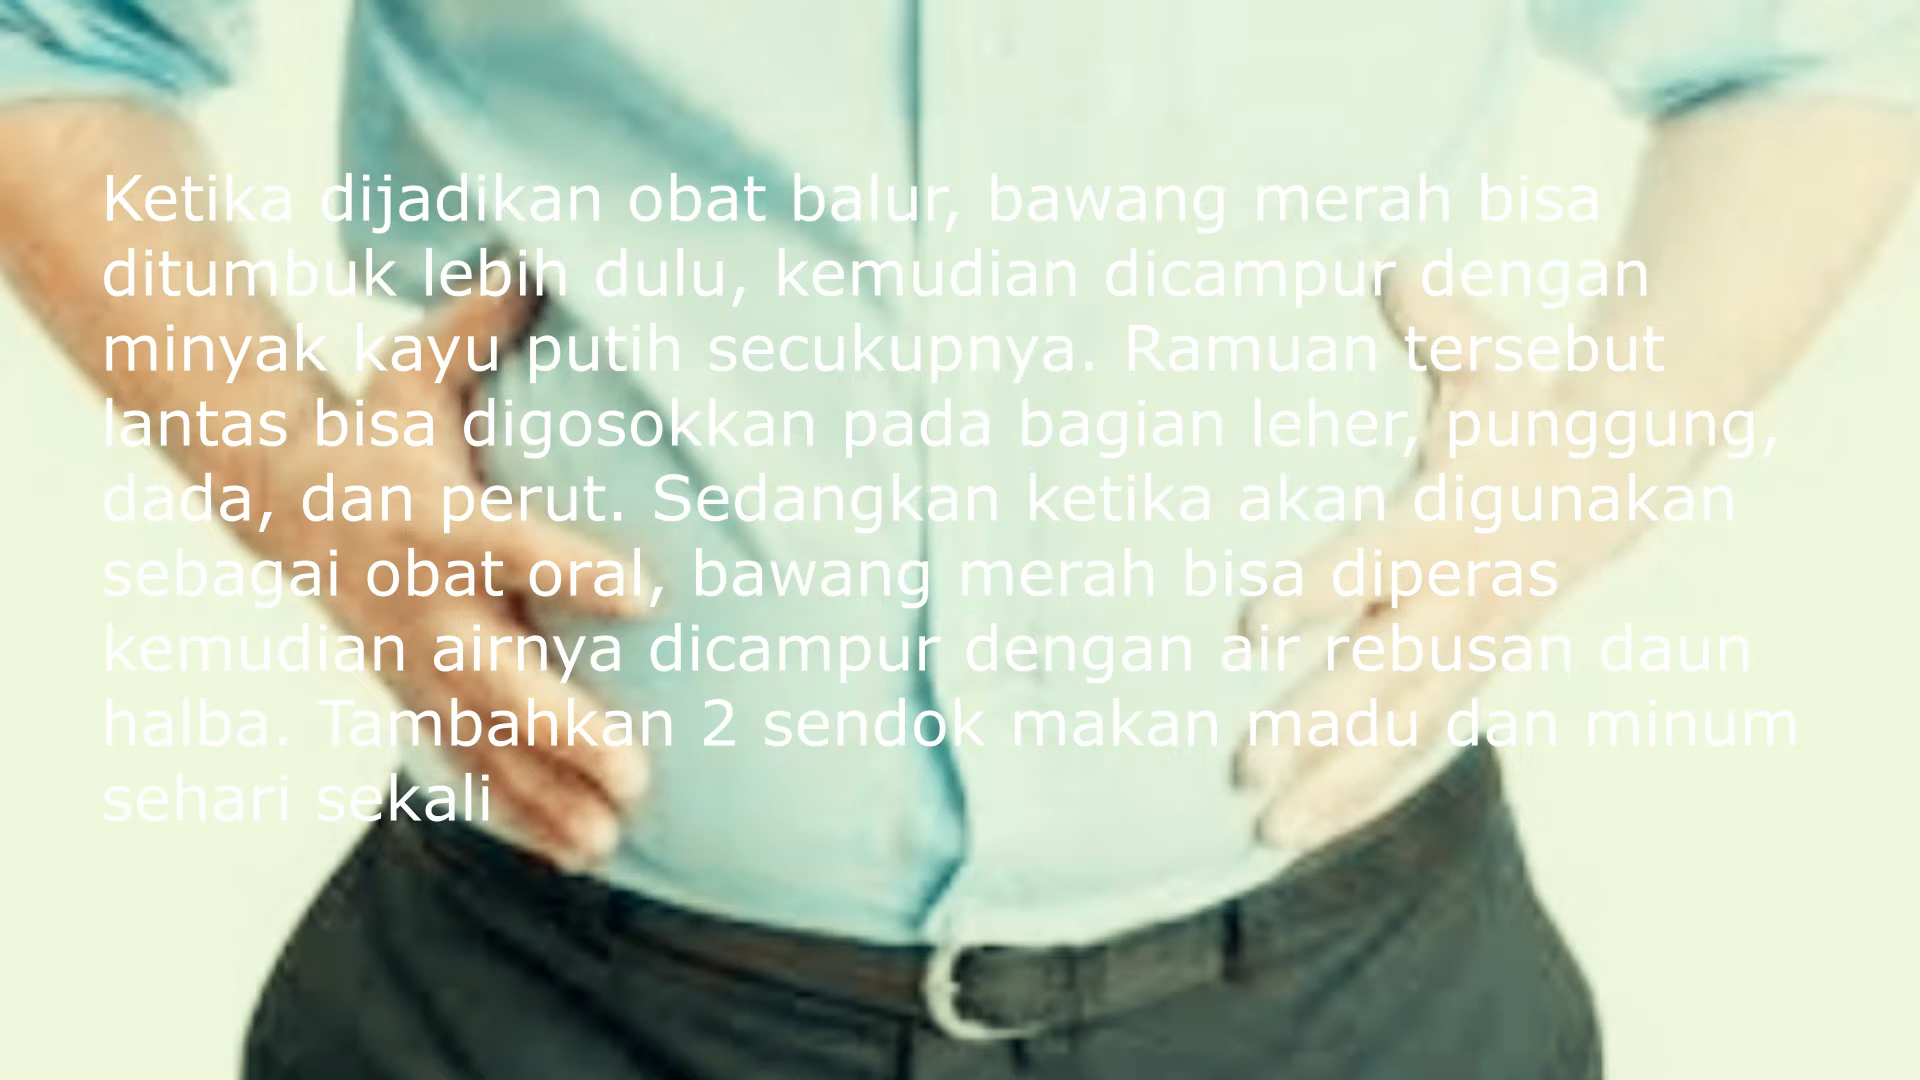 Ketika dijadikan obat balur, bawang merah bisa
ditumbuk lebih dulu, kemudian dicampur dengan
minyak kayu putih secukupnya. Ramuan tersebut
lantas bisa digosokkan pada bagian leher, punggung,
dada, dan perut. Sedangkan ketika akan digunakan
sebagai obat oral, bawang merah bisa diperas
kemudian airnya dicampur dengan air rebusan daun
halba. Tambahkan 2 sendok makan madu dan minum
sehari sekali